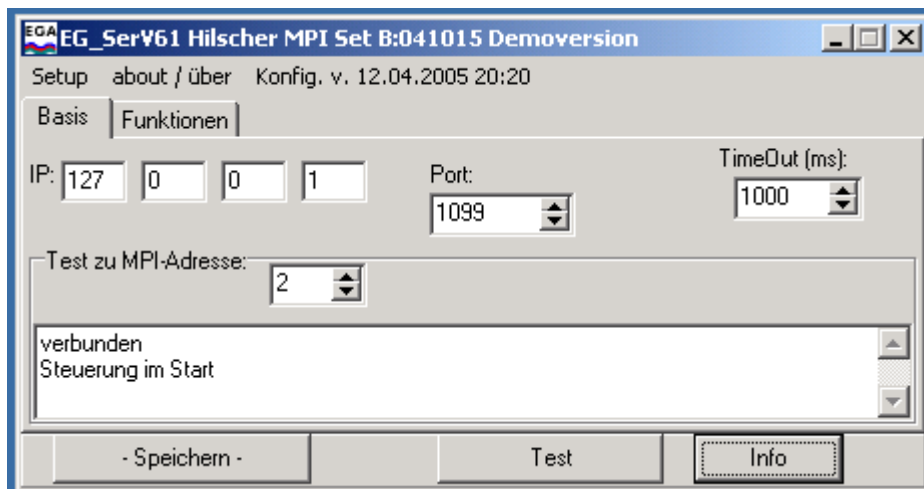 EGA EG_SerV61 Hilscher MPI Set B:041015 Demoversion
Setup about / über Konfig. v. 12.04.2005 20:20
Basis Funktionen
IP: 127 0 0 1
Port:
1099
TimeOut (ms):
1000
Test zu MPI-Adresse: 2
verbunden
Steuerung im Start
- Speichern - Test Info